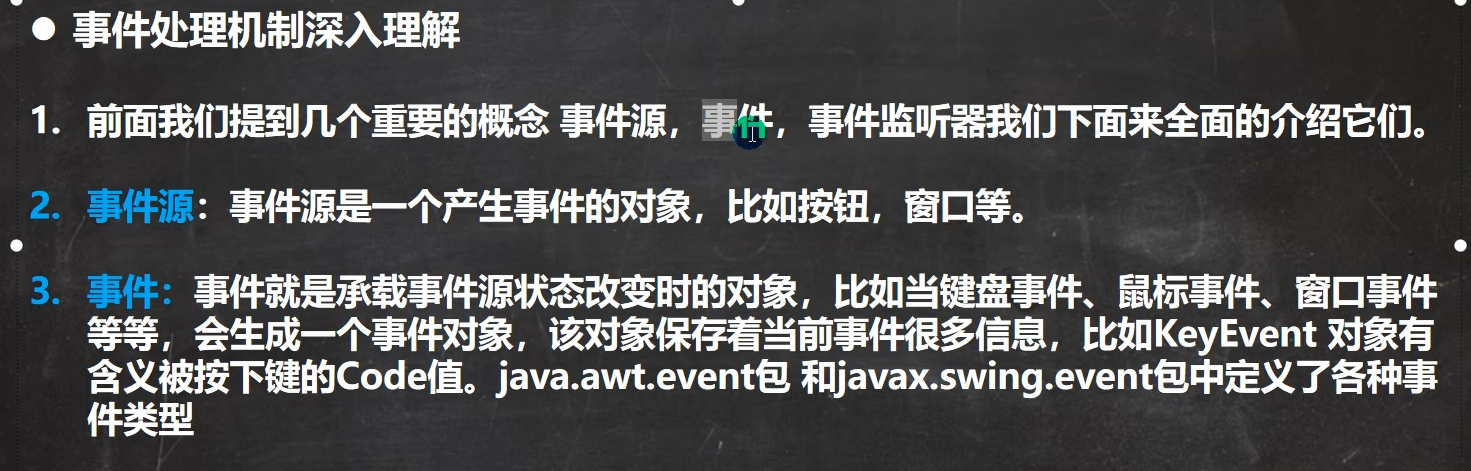 ● 事件处理机制深入理解
1. 前面我们提到几个重要的概念 事件源，事件，事件监听器我们下面来全面的介绍它们。
2. 事件源：事件源是一个产生事件的对象，比如按钮，窗口等。
3. 事件：事件就是承载事件源状态改变时的对象，比如当键盘事件、鼠标事件、窗口事件
等等，会生成一个事件对象，该对象保存着当前事件很多信息，比如KeyEvent 对象有
含义被按下键的Code值。java.awt.event包 和javax.swing.event包中定义了各种事
件类型